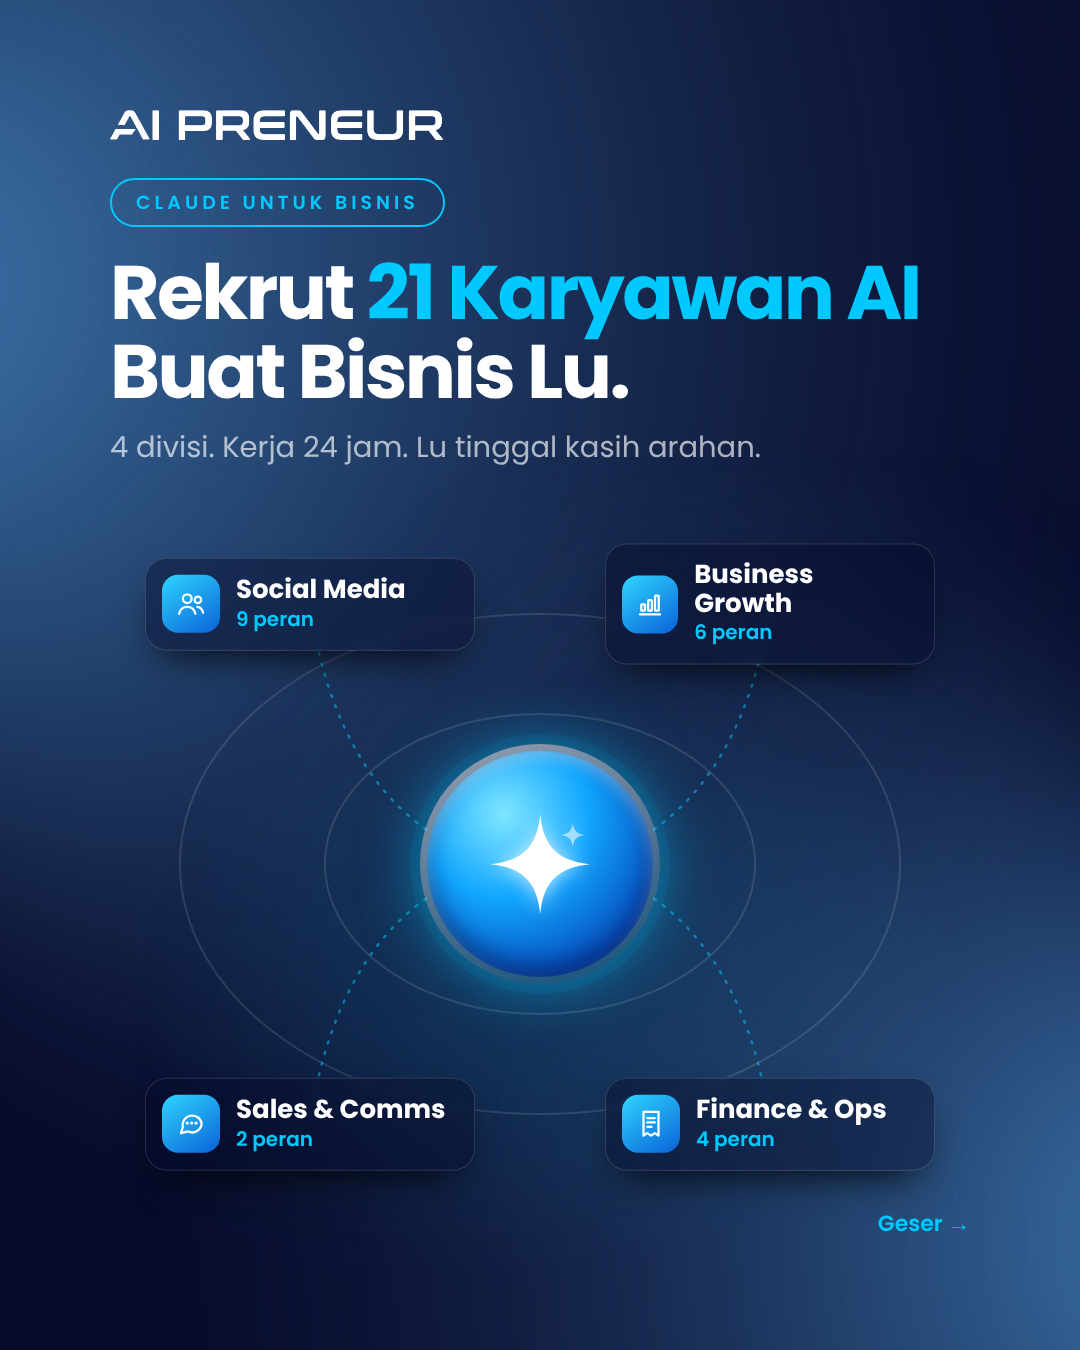 AI PRENEUR
CLAUDE UNTUK BISNIS
Rekrut 21 Karyawan AI
Buat Bisnis Lu.
4 divisi. Kerja 24 jam. Lu tinggal kasih arahan.
Social Media
9 peran
Business
Growth
6 peran
Sales & Comms
2 peran
Finance & Ops
4 peran
Geser →